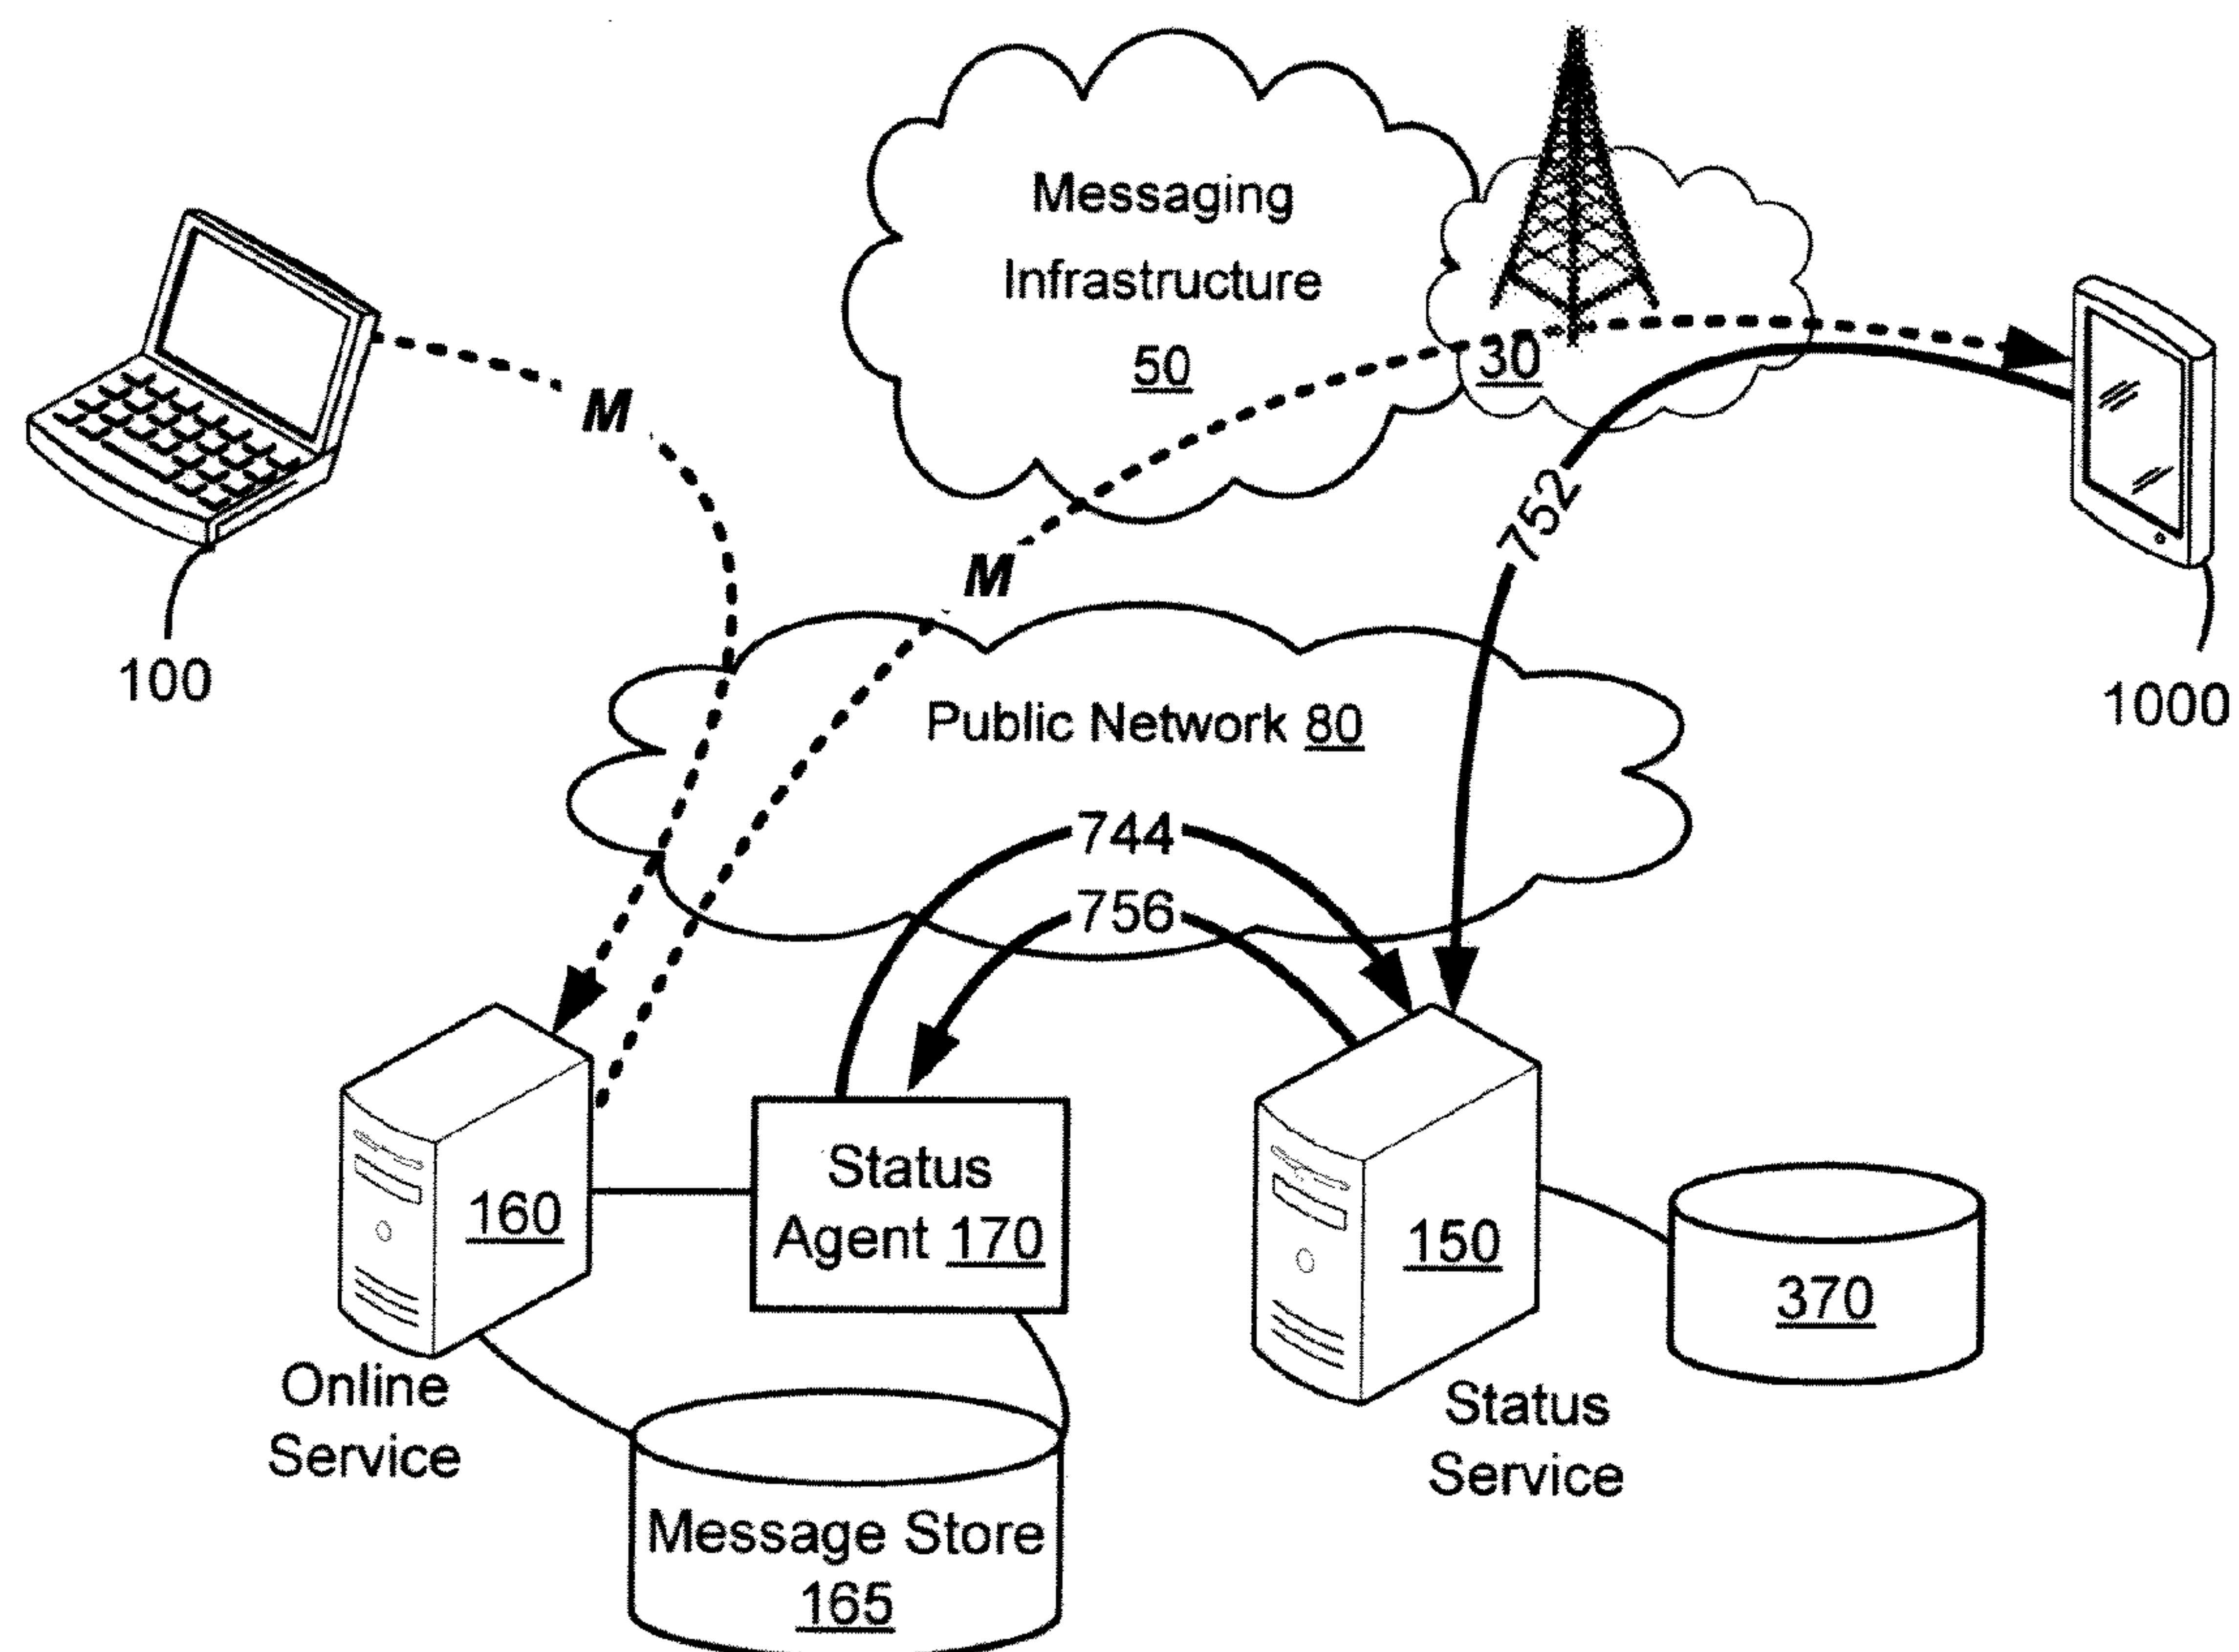 Messaging
Infrastructure
50
30
M
M
752
100
1000
Public Network 80
744
756
Status
Agent 170
160
150
370
Online
Service
Status
Service
Message Store
165